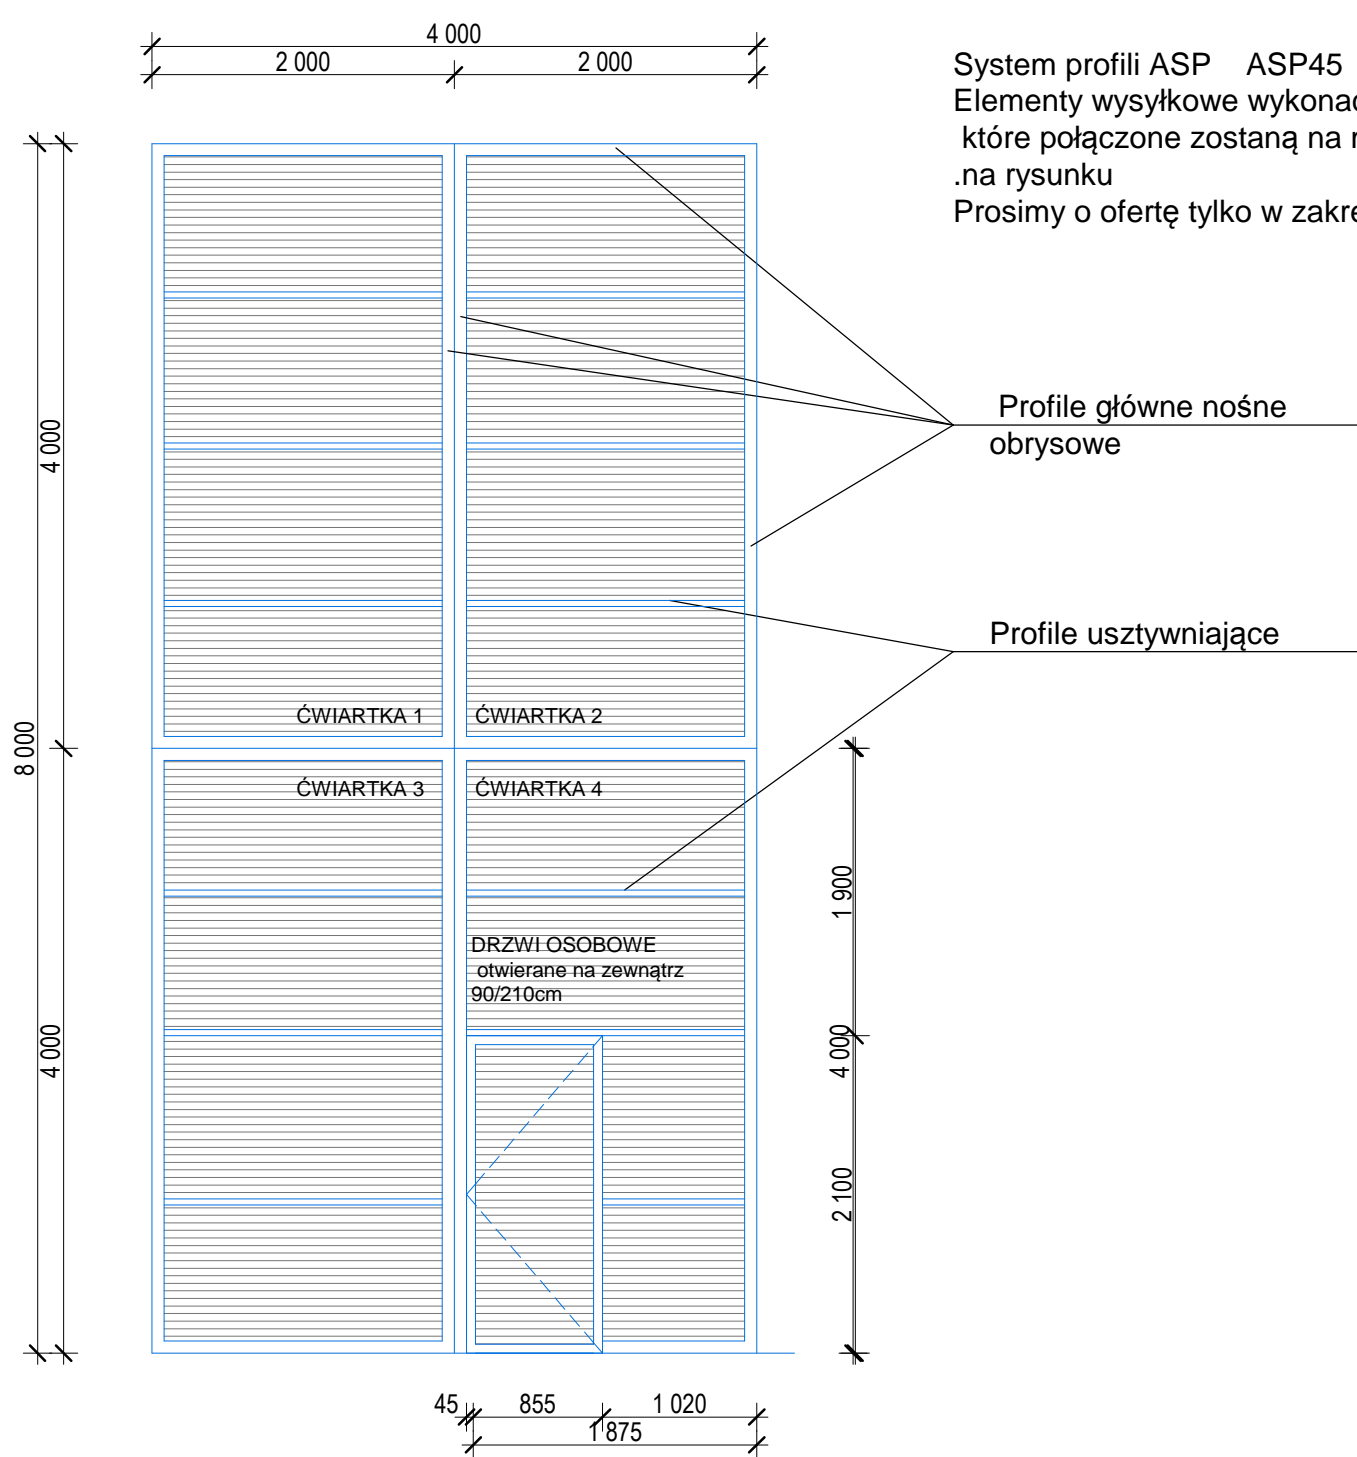 4 000
2 000
2 000
System profili ASP ASP45
Elementy wysyłkowe
które połączone zostaną na
.na rysunku
Prosimy o ofertę tylko w
Profile główne nośne
obrysowe
4 000
Profile usztywniające
ĆWIARTKA 1
ĆWIARTKA 2
8 000
ĆWIARTKA 3
ĆWIARTKA 4
1 900
DRZWI OSOBOWE
otwierane na zewnątrz
90/210cm
4 000
4 000
2 100
45
855
1 020
1 875